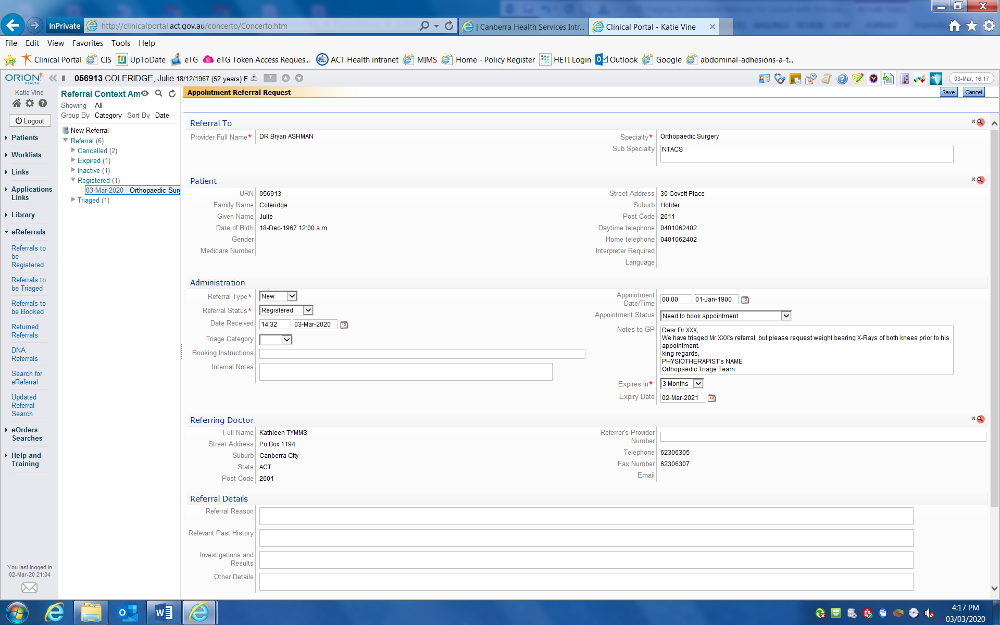 InPrivate
http://clinicalportal.act.gov.au/concerto/Concerto.htm
| Canberra Health Services Intr...
Clinical Portal - Katie Vine
File Edit View Favorites Tools Help
Clinical Portal CIS UpToDate eTG eTG Token Access Reques... ACT Health intranet MIMS Home - Policy Register HETI Login Outlook Google abdominal-adhesions-a-t...
ORION HEALTH
056913 COLERIDGE, Julie 18/12/1967 (52 years) F
03-Mar, 16:17
Katie Vine
Logout
Patients
Worklists
Links
Applications
Links
Library
eReferrals
Referrals to
be
Registered
Referrals to
be Triaged
Referrals to
be Booked
Returned
Referrals
DNA
Referrals
Search for
eReferral
Updated
Referral
Search
eOrders
Searches
Help and
Training
You last logged in
02-Mar-20 21:04
Referral Context Am
Showing All
Group By Category Sort By Date
New Referral
Referral (6)
Cancelled (2)
Expired (1)
Inactive (1)
Registered (1)
03-Mar-2020 Orthopaedic Surg
Triaged (1)
Appointment Referral Request
Save Cancel
Referral To
Provider Full Name* DR Bryan ASHMAN
Specialty* Orthopaedic Surgery
Sub Specialty NTACS
Patient
URN 056913
Family Name Coleridge
Given Name Julie
Date of Birth 18-Dec-1967 12:00 a.m.
Gender
Medicare Number
Street Address 30 Govett Place
Suburb Holder
Post Code 2611
Daytime telephone 0401062402
Home telephone 0401062402
Interpreter Required
Language
Administration
Referral Type* New
Referral Status* Registered
Date Received 14:32 03-Mar-2020
Triage Category
Booking Instructions
Internal Notes
Appointment
Date/Time 00:00 01-Jan-1900
Appointment Status Need to book appointment
Notes to GP Dear Dr XXX,
We have triaged Mr XXX's referral, but please request weight bearing X-Rays of both knees prior to his
appointment.
king regards,
PHYSIOTHERAPIST's NAME
Orthopaedic Triage Team
Expires In* 3 Months
Expiry Date 02-Mar-2021
Referring Doctor
Full Name Kathleen TYMMS
Street Address Po Box 1194
Suburb Canberra City
State ACT
Post Code 2601
Referrer's Provider
Number
Telephone 62306305
Fax Number 62306307
Email
Referral Details
Referral Reason
Relevant Past History
Investigations and
Results
Other Details
4:17 PM
03/03/2020